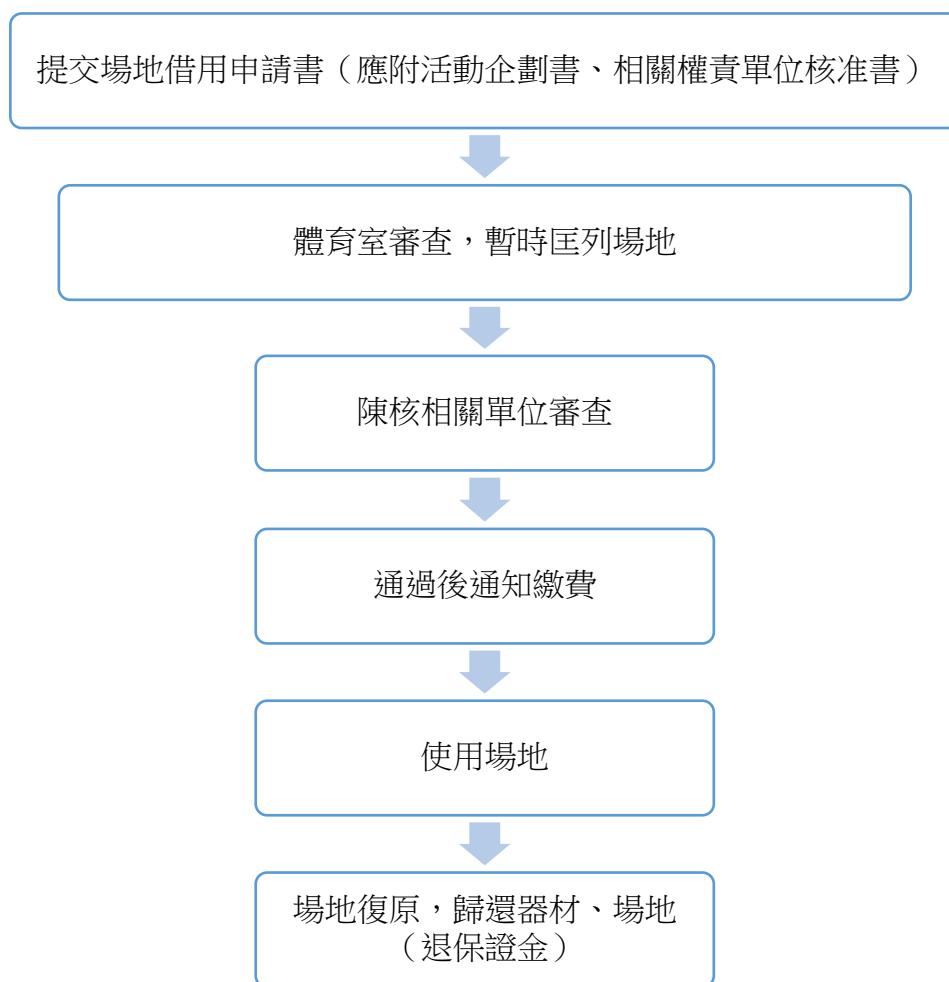 提交場地借用申請書（應附活動企劃書、相關權責單位核准書）
體育室審查，暫時匡列場地
陳核相關單位審查
通過後通知繳費
使用場地
場地復原，歸還器材、場地
（退保證金）